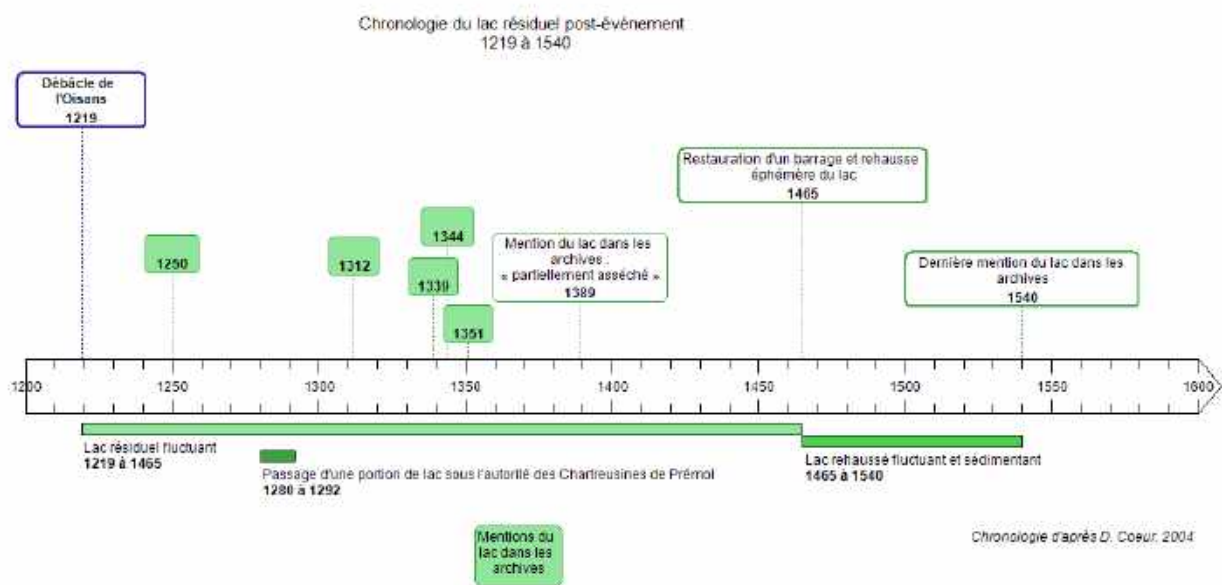 Chronologie du lac résiduel post-évènement
1219 à 1540
Débâcle de
l'Oisans
1219
1250
1312
1339
1344
1351
Mention du lac dans les
archives :
« partiellement asséché »
1389
Restauration d'un barrage et rehausse
éphémère du lac
1465
Dernière mention du lac dans les
archives
1540
1200 1250 1300 1350 1400 1450 1500 1550 1600
Lac résiduel fluctuant
1219 à 1465
Passage d'une portion de lac sous l'autorité des Chartreusines de Prémol
1280 à 1292
Lac rehaussé fluctuant et sédimentant
1465 à 1540
Mentions du
lac dans les
archives
Chronologie d'après D. Coeur, 2004